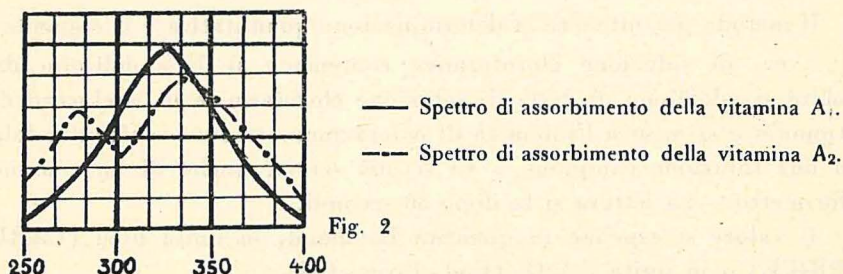 Spettro di assorbimento della vitamina A₁.
Spettro di assorbimento della vitamina A₂.
Fig. 2
250 300 350 400